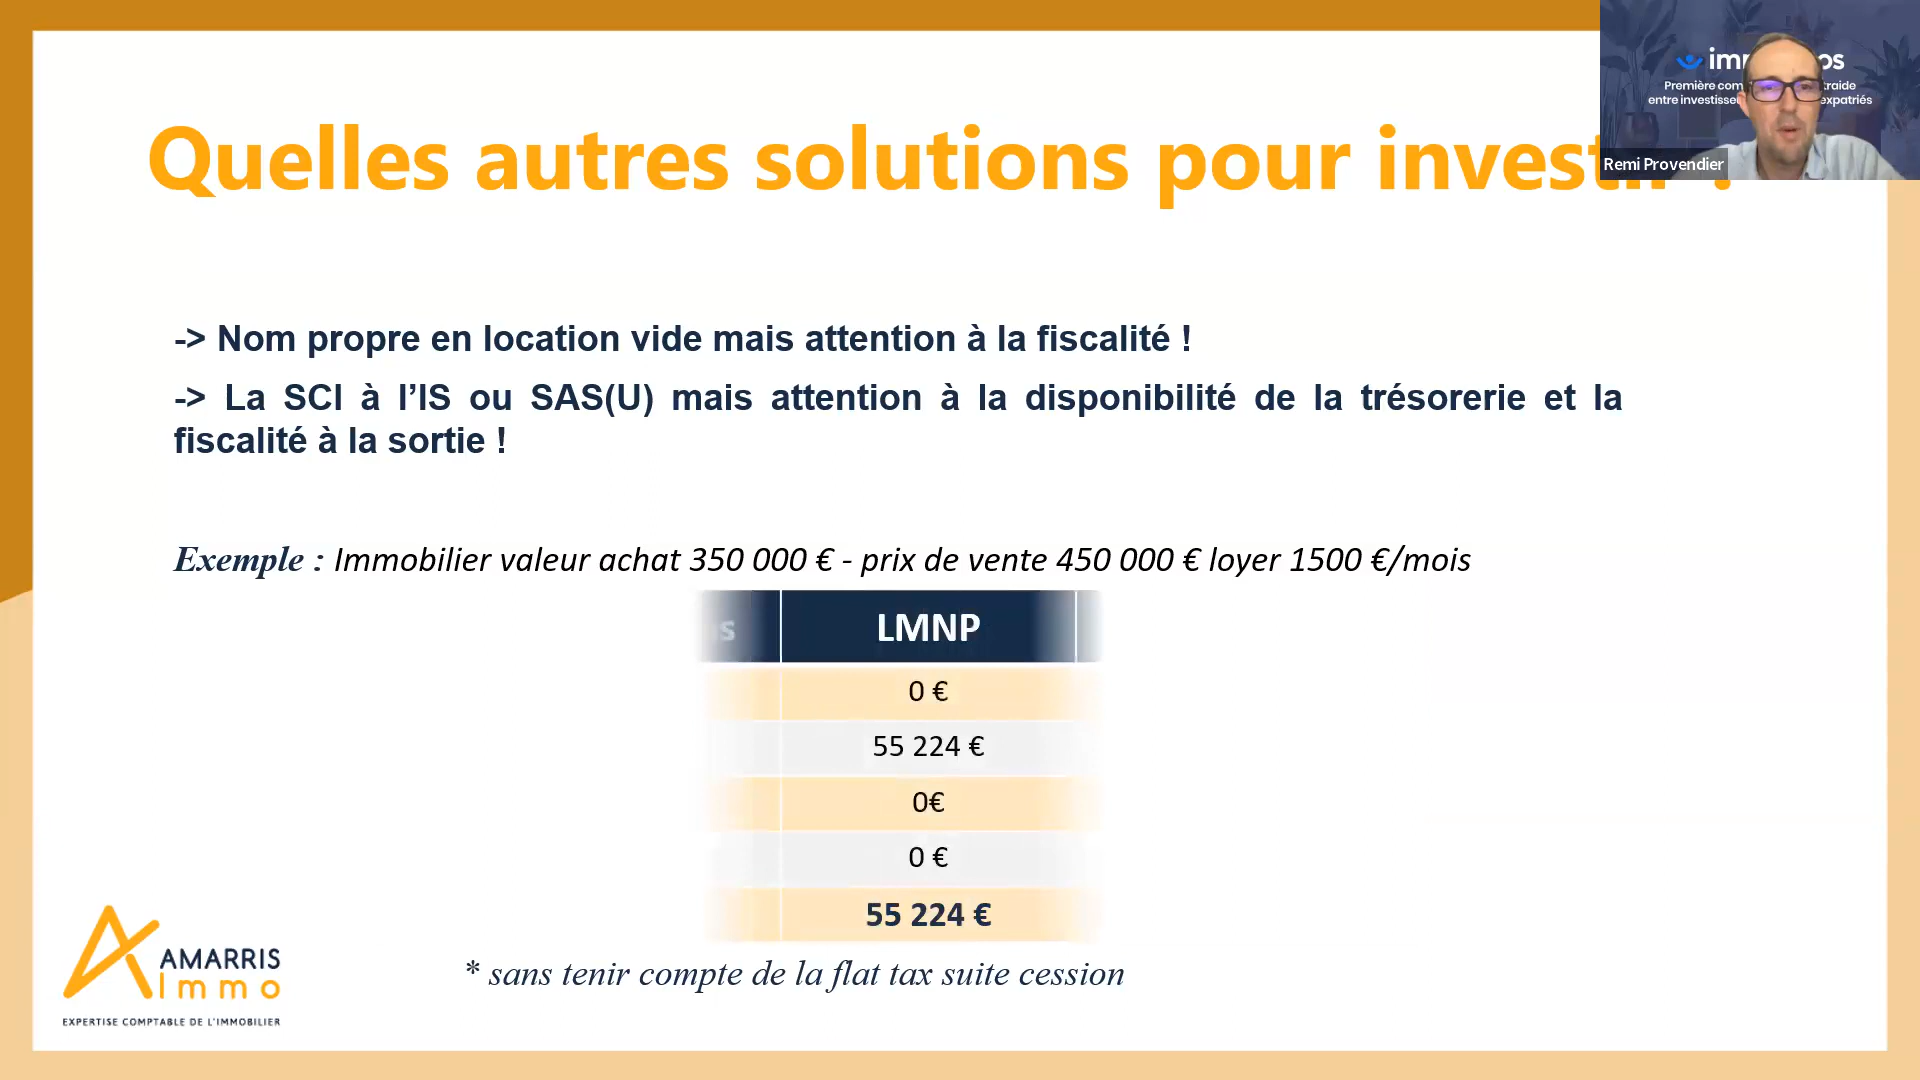 Quelles autres solutions pour
Première
entre expatriés
Remi Provendier
-> Nom propre en location vide mais attention à la fiscalité !
-> La SCI à l’IS ou SAS(U) mais attention à la disponibilité de la trésorerie et la
fiscalité à la sortie !
Exemple : Immobilier valeur achat 350 000 € - prix de vente 450 000 € loyer 1500 €/mois
LMNP
0 €
55 224 €
0€
0 €
55 224 €
* sans tenir compte de la flat tax suite cession
AMARRIS
Immo
EXPERTISE COMPTABLE DE L'IMMOBILIER